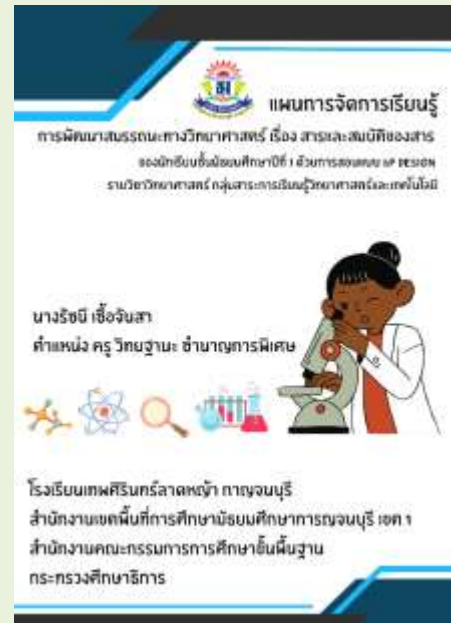 แผนการจัดการเรียนรู้
การพัฒนาสมรรถนะทางวิทยาศาสตร์ เรื่อง สารและสมบัติของสาร
ของนักเรียนชั้นมัธยมศึกษาปีที่ 1 ด้วยการสอนแบบ 4P DESIGN
รายวิชาวิทยาศาสตร์ กลุ่มสาระการเรียนรู้วิทยาศาสตร์และเทคโนโลยี
นางรัชนี เชื้อจันสา
ตำแหน่ง ครู วิทยฐานะ ชำนาญการพิเศษ
โรงเรียนเทพศิรินทร์ลาดหญ้า กาญจนบุรี
สำนักงานเขตพื้นที่การศึกษามัธยมศึกษากาญจนบุรี เขต 1
สำนักงานคณะกรรมการการศึกษาขั้นพื้นฐาน
กระทรวงศึกษาธิการ